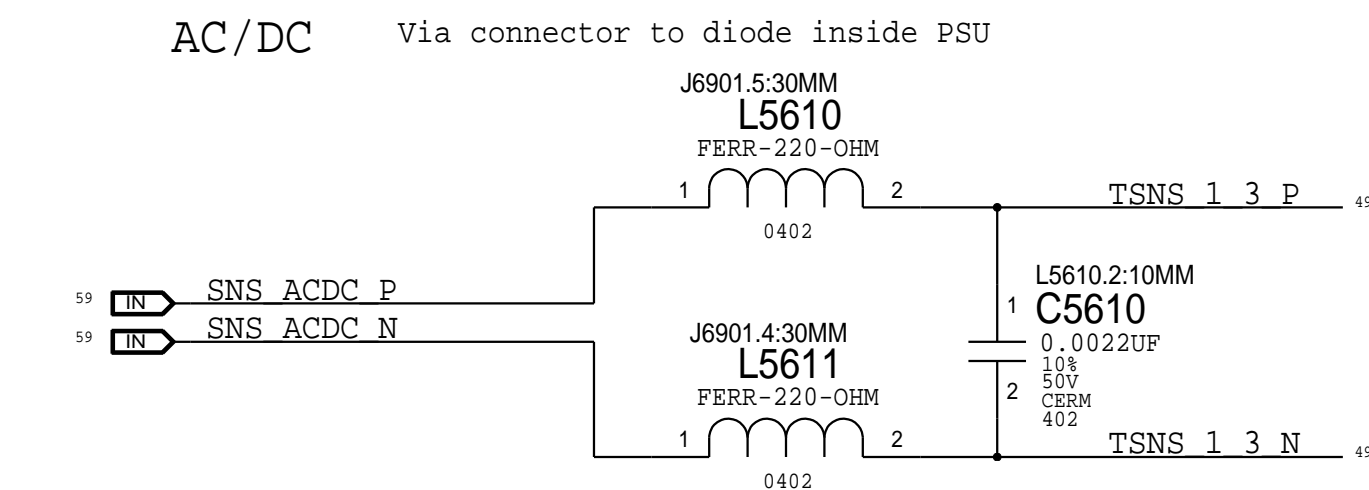 AC/DC Via connector to diode inside PSU
J6901.5:30MM
L5610
FERR-220-OHM
1 2
0402
TSNS_1_3_P 49
59 IN SNS_ACDC_P
59 IN SNS_ACDC_N
L5610.2:10MM
1 C5610
0.0022UF
10%
50V
2 CERM
402
J6901.4:30MM
L5611
FERR-220-OHM
1 2
0402
TSNS_1_3_N 49